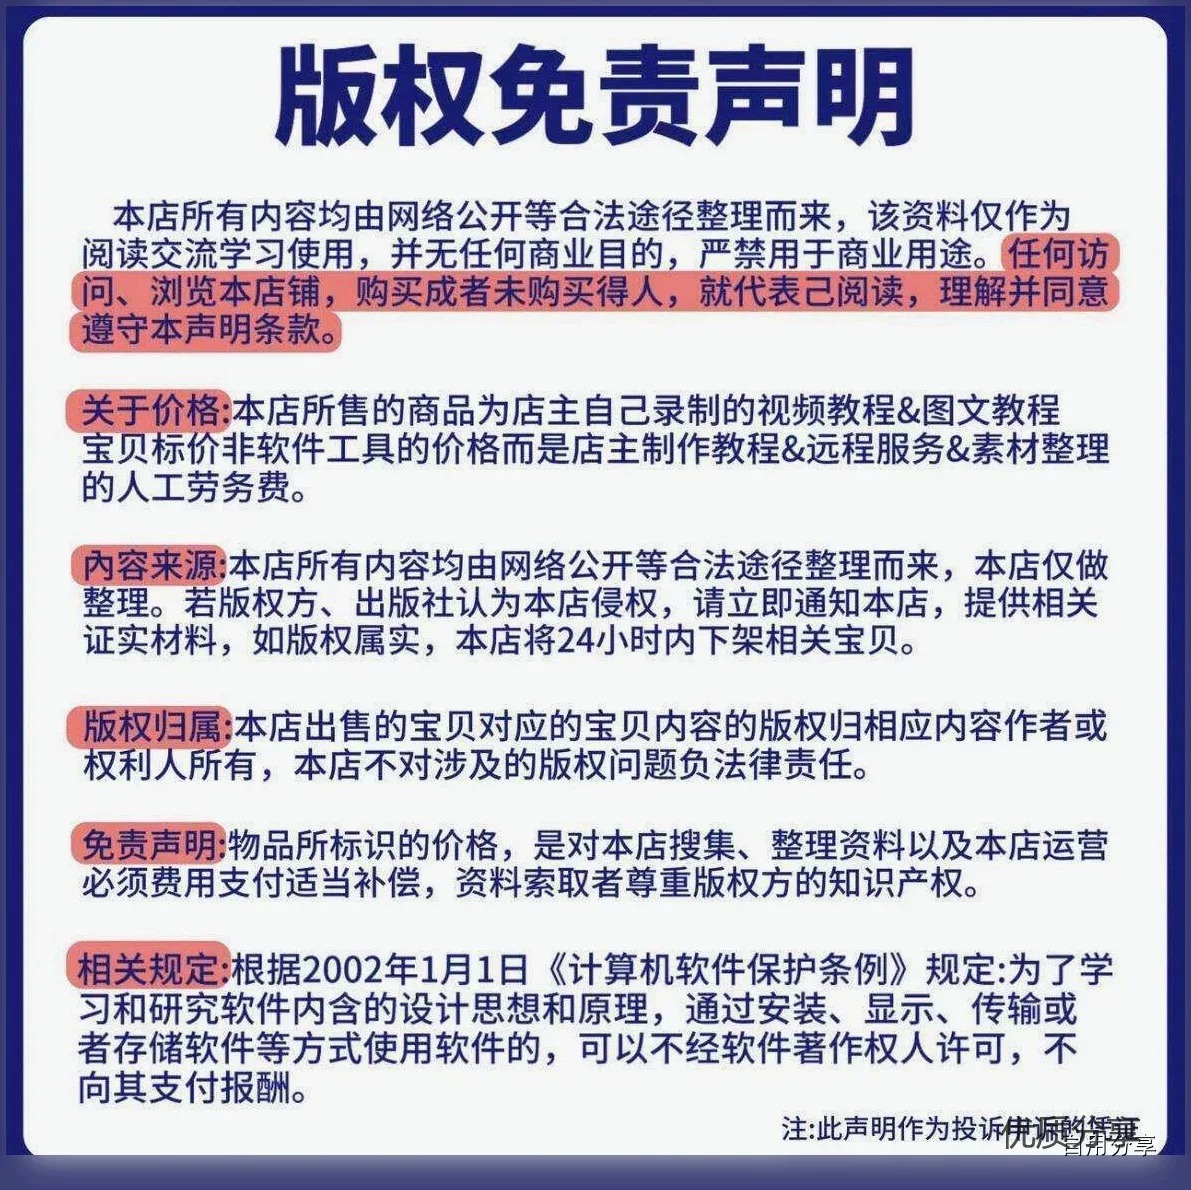 版权免责声明
本店所有内容均由网络公开等合法途径整理而来，该资料仅作为
阅读交流学习使用，并无任何商业目的，严禁用于商业用途。任何访
问、浏览本店铺，购买成者未购买得人，就代表己阅读，理解并同意
遵守本声明条款。
关于价格:本店所售的商品为店主自己录制的视频教程&图文教程
宝贝标价非软件工具的价格而是店主制作教程&远程服务&素材整理
的人工劳务费。
內容来源:本店所有内容均由网络公开等合法途径整理而来，本店仅做
整理。若版权方、出版社认为本店侵权，请立即通知本店，提供相关
证实材料，如版权属实，本店将24小时内下架相关宝贝。
版权归属:本店出售的宝贝对应的宝贝内容的版权归相应内容作者或
权利人所有，本店不对涉及的版权问题负法律责任。
免责声明:物品所标识的价格，是对本店搜集、整理资料以及本店运营
必须费用支付适当补偿，资料索取者尊重版权方的知识产权。
相关规定:根据2002年1月1日《计算机软件保护条例》规定:为了学
习和研究软件内含的设计思想和原理，通过安装、显示、传输或
者存储软件等方式使用软件的，可以不经软件著作权人许可，不
向其支付报酬。
注:此声明作为投诉申诉的凭证
优质分享
自用分享